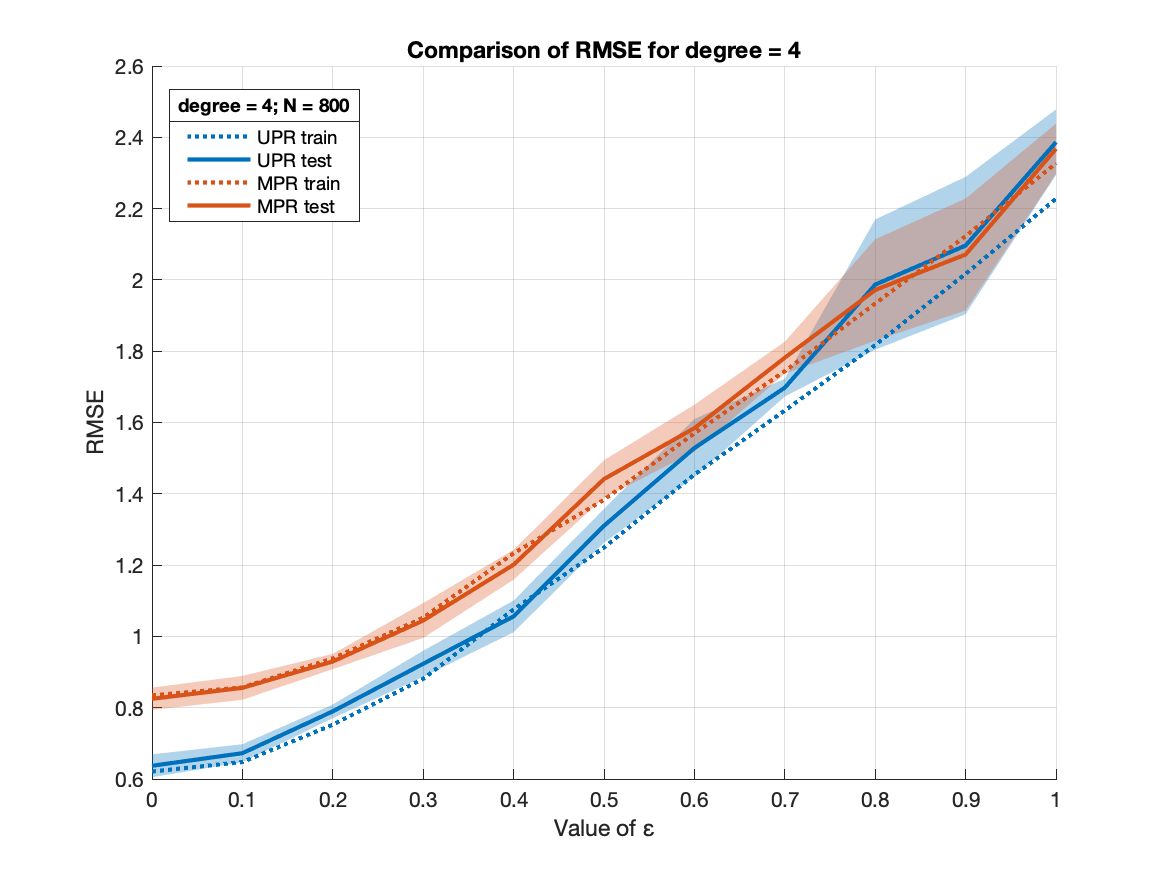 Comparison of RMSE for degree = 4
2.6
2.4
2.2
2
1.8
1.6
1.4
1.2
1
0.8
0.6
RMSE
degree = 4; N = 800
UPR train
UPR test
MPR train
MPR test
0 0.1 0.2 0.3 0.4 0.5 0.6 0.7 0.8 0.9 1
Value of ε